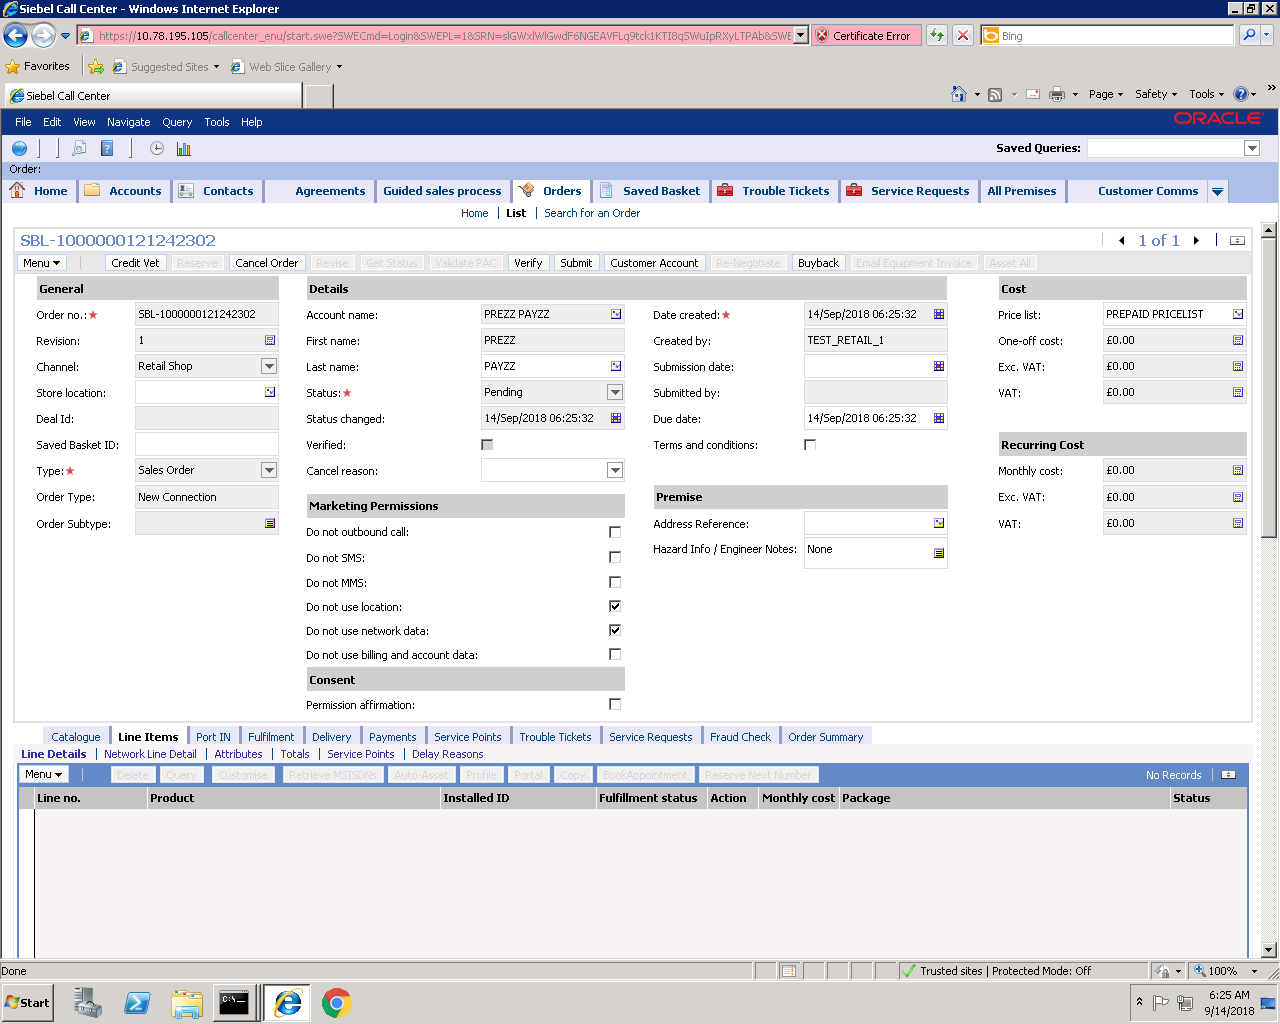 Siebel Call Center - Windows Internet Explorer
https://10.78.195.105/callcenter_enu/start.swe?SWECmd=Login&SWEPL=1&SRN= Certificate Error Bing
Favorites Suggested Sites Web Slice Gallery
Siebel Call Center Page Safety Tools
File Edit View Navigate Query Tools Help ORACLE
Saved Queries:
Order:
Home Accounts Contacts Agreements Guided sales process Orders Saved Basket Trouble Tickets Service Requests All Premises Customer Comms
Home List Search for an Order
SBL-1000000121242302 1 of 1
Menu Credit Vet Reserve Cancel Order Revise Get Status Validate PAC Verify Submit Customer Account Re-Negotiate Buyback Email Equipment Invoice Asset All
General Details Cost
Order no.:★ SBL-1000000121242302 Account name: PREZZ PAYZZ Date created:★ 14/Sep/2018 06:25:32 Price list: PREPAID PRICELIST
Revision: 1 First name: PREZZ Created by: TEST_RETAIL_1 One-off cost: £0.00
Channel: Retail Shop Last name: PAYZZ Submission date: Exc. VAT: £0.00
Store location: Status:★ Pending Submitted by: VAT: £0.00
Deal Id: Status changed: 14/Sep/2018 06:25:32 Due date: 14/Sep/2018 06:25:32
Saved Basket ID: Verified: Terms and conditions: Recurring Cost
Type:★ Sales Order Cancel reason: Monthly cost: £0.00
Order Type: New Connection Marketing Permissions Premise Exc. VAT: £0.00
Order Subtype: Do not outbound call: Address Reference: VAT: £0.00
Do not SMS: Hazard Info / Engineer Notes: None
Do not MMS:
Do not use location:
Do not use network data:
Do not use billing and account data:
Consent
Permission affirmation:
Catalogue Line Items Port IN Fulfilment Delivery Payments Service Points Trouble Tickets Service Requests Fraud Check Order Summary
Line Details Network Line Detail Attributes Totals Service Points Delay Reasons
Menu Delete Query Customise Retrieve MSISDNs Auto-Asset Profile Portal Copy BookAppointment Reserve Next Number No Records
Line no. Product Installed ID Fulfillment status Action Monthly cost Package Status
Done Trusted sites | Protected Mode: Off 100%
Start 6:25 AM
9/14/2018